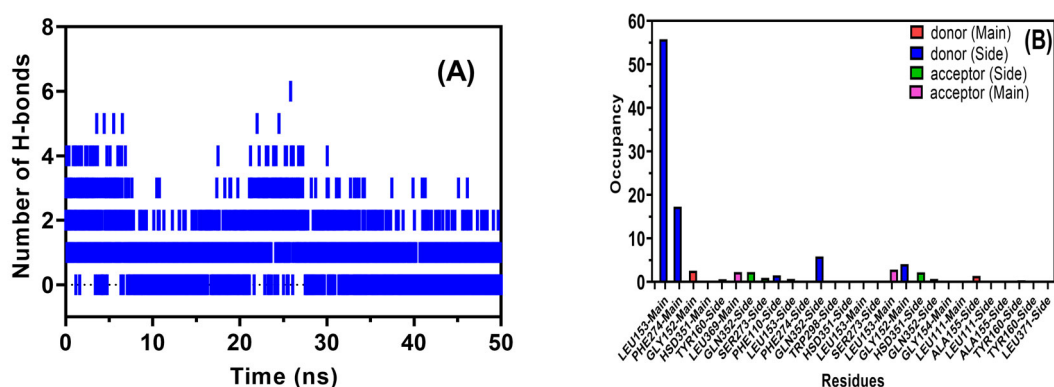 8
6
4
2
0
Number of H-bonds
(A)
0 10 20 30 40 50
Time (ns)
60
50
40
30
20
10
0
Occupancy
donor (Main)
donor (Side)
acceptor (Side)
acceptor (Main)
(B)
LEU153-Main
PHE274-Main
GLY152-Main
HSD351-Main
TYR160-Side
LEU369-Main
GLN352-Side
SER273-Side
PHE110-Side
LEU153-Side
PHE274-Side
GLN352-Side
TRP298-Side
HSD351-Side
LEU153-Main
SER273-Side
LEU153-Main
GLY152-Main
HSD351-Side
GLN352-Main
GLY154-Main
LEU111-Main
ALA155-Side
LEU111-Side
ALA155-Side
TYR160-Side
TYR160-Side
LEU371-Side
Residues